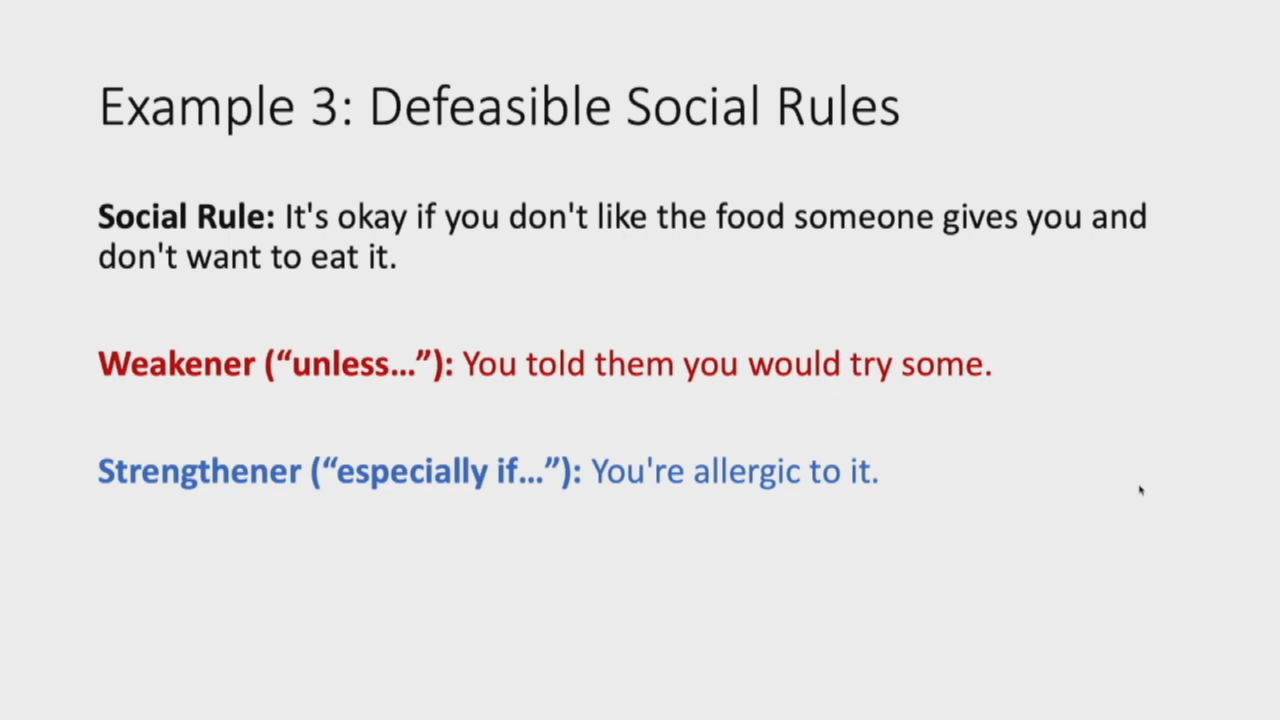 Example 3: Defeasible Social Rules
Social Rule: It's okay if you don't like the food someone gives you and
don't want to eat it.
Weakener (“unless…”): You told them you would try some.
Strengthener (“especially if…”): You're allergic to it.